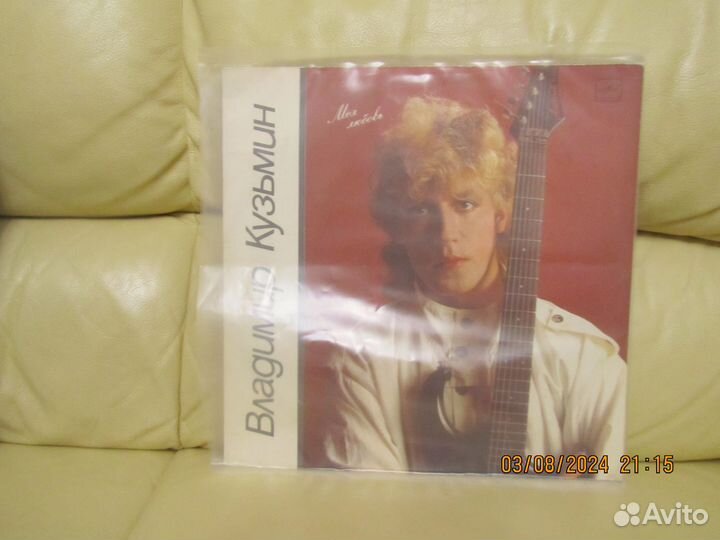 Владимир Кузьмин
Моя
любовь
03/08/2024 21:15
Avito